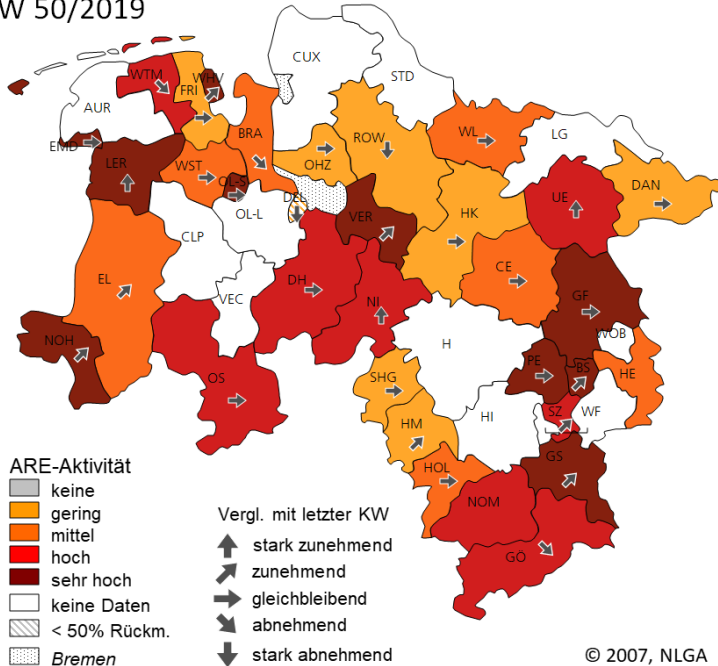 W 50/2019
CUX
STD
WTM
WHV
FRI
AUR
BRA
ROW
WL
LG
EMD
LER
WST
OHZ
OL-S
DEL
UE
DAN
OL-L
VER
HK
CLP
EL
CE
DH
VEC
NI
GF
NOH
H
WOB
PE
BS
HE
OS
SHG
SZ
WF
HM
HI
GS
HOL
NOM
GÖ
ARE-Aktivität
keine
gering
mittel
hoch
sehr hoch
keine Daten
< 50% Rückm.
Bremen
Vergl. mit letzter KW
stark zunehmend
zunehmend
gleichbleibend
abnehmend
stark abnehmend
© 2007, NLGA